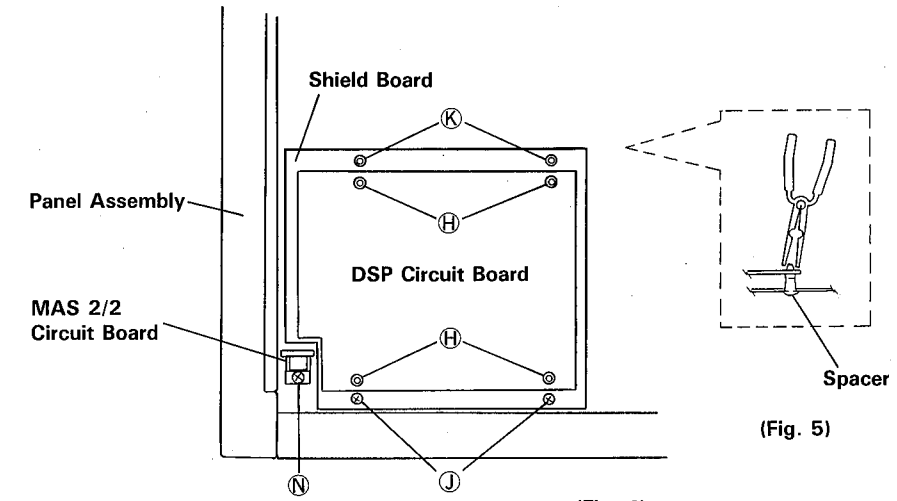 Shield Board
Ⓚ
Panel Assembly
Ⓗ
DSP Circuit Board
MAS 2/2
Circuit Board
Ⓗ
Spacer
(Fig. 5)
Ⓝ
Ⓙ